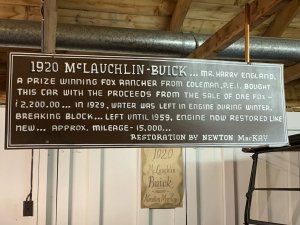 1920 McLAUCHLIN-BUICK... MR. HARRY ENGLAND,
A PRIZE WINNING FOX RANCHER FROM COLEMAN, P.E.I. BOUGHT
THIS CAR WITH THE PROCEEDS FROM THE SALE OF ONE FOX -
¡ 2,200.00... IN 1929, WATER WAS LEFT IN ENGINE DURING WINTER,
BREAKING BLOCK... LEFT UNTIL 1959, ENGINE NOW RESTORED LIKE
NEW... APPROX. MILEAGE - 15,000...
RESTORATION BY NEWTON MacKAY
1920
McLauchlin
Buick